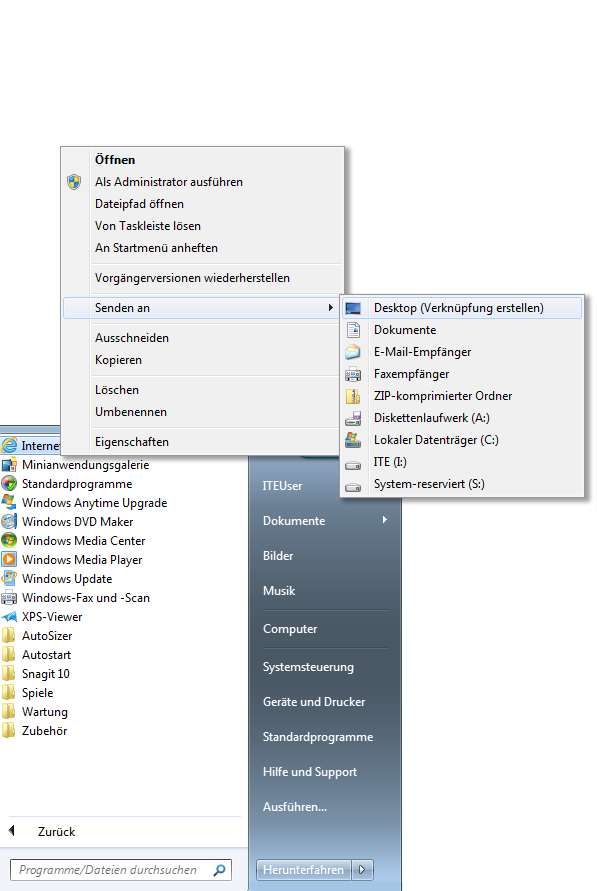 Öffnen
Als Administrator ausführen
Dateipfad öffnen
Von Taskleiste lösen
An Startmenü anheften
Vorgängerversionen wiederherstellen
Senden an
Ausschneiden
Kopieren
Löschen
Umbenennen
Eigenschaften
Desktop (Verknüpfung erstellen)
Dokumente
E-Mail-Empfänger
Faxempfänger
ZIP-komprimierter Ordner
Diskettenlaufwerk (A:)
Lokaler Datenträger (C:)
ITE (I:)
System-reserviert (S:)
Interne
Minianwendungsgalerie
Standardprogramme
Windows Anytime Upgrade
Windows DVD Maker
Windows Media Center
Windows Media Player
Windows Update
Windows-Fax und -Scan
XPS-Viewer
AutoSizer
Autostart
Snagit 10
Spiele
Wartung
Zubehör
Zurück
Programme/Dateien durchsuchen
ITEUser
Dokumente
Bilder
Musik
Computer
Systemsteuerung
Geräte und Drucker
Standardprogramme
Hilfe und Support
Ausführen...
Herunterfahren